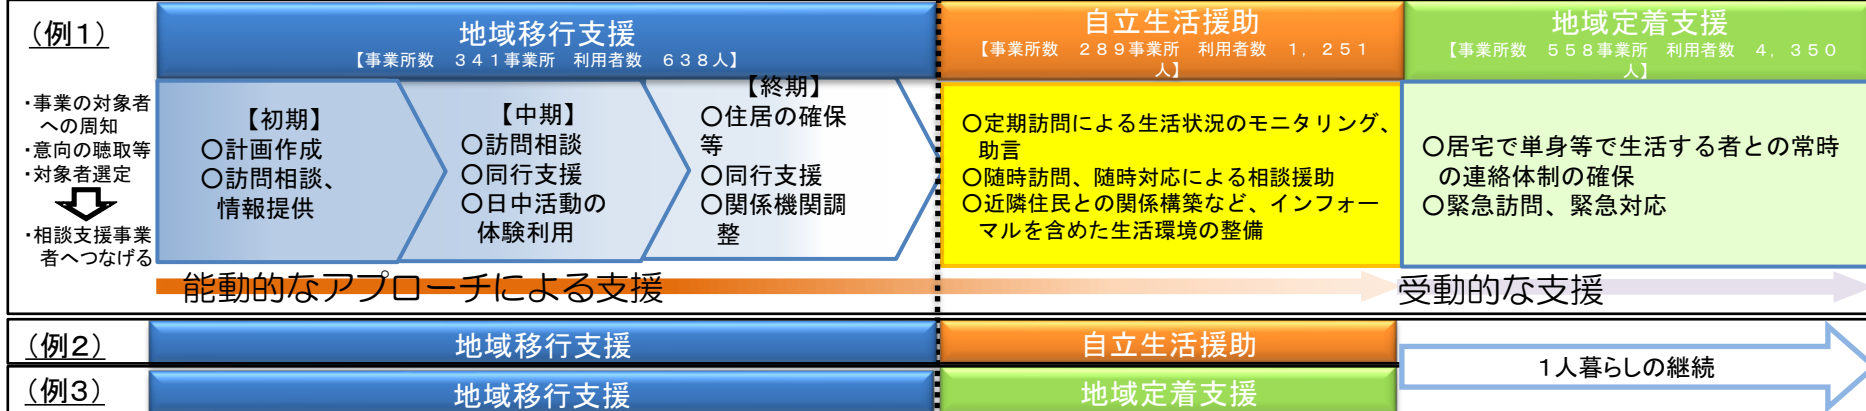 （例１）
地域移行支援
【事業所数　３４１事業所　利用者数　６３８人】
自立生活援助
【事業所数　２８９事業所　利用者数　１，２５１
人】
地域定着支援
【事業所数　５５８事業所　利用者数　４，３５０
人】
・事業の対象者
への周知
・意向の聴取等
・対象者選定
・相談支援事業
者へつなげる
【初期】
〇計画作成
〇訪問相談、
情報提供
【中期】
〇訪問相談
〇同行支援
〇日中活動の
体験利用
【終期】
〇住居の確保
等
〇同行支援
〇関係機関調
整
〇定期訪問による生活状況のモニタリング、
助言
〇随時訪問、随時対応による相談援助
〇近隣住民との関係構築など、インフォー
マルを含めた生活環境の整備
〇居宅で単身等で生活する者との常時
の連絡体制の確保
〇緊急訪問、緊急対応
能動的なアプローチによる支援
受動的な支援
（例２）
地域移行支援
自立生活援助
１人暮らしの継続
（例３）
地域移行支援
地域定着支援